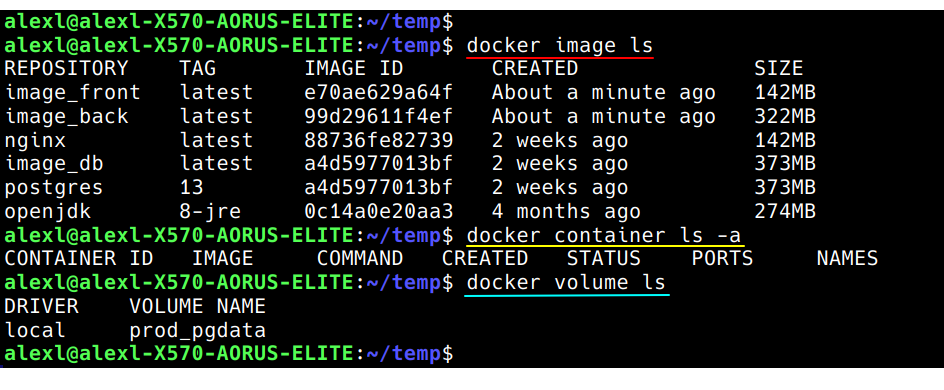 alexl@alexl-X570-AORUS-ELITE:~/temp$
alexl@alexl-X570-AORUS-ELITE:~/temp$ docker image ls
REPOSITORY    TAG       IMAGE ID       CREATED              SIZE
image_front   latest    e70ae629a64f   About a minute ago   142MB
image_back    latest    99d29611f4ef   About a minute ago   322MB
nginx         latest    88736fe82739   2 weeks ago          142MB
image_db      latest    a4d5977013bf   2 weeks ago          373MB
postgres      13        a4d5977013bf   2 weeks ago          373MB
openjdk       8-jre     0c14a0e20aa3   4 months ago         274MB
alexl@alexl-X570-AORUS-ELITE:~/temp$ docker container ls -a
CONTAINER ID   IMAGE     COMMAND   CREATED   STATUS    PORTS     NAMES
alexl@alexl-X570-AORUS-ELITE:~/temp$ docker volume ls
DRIVER    VOLUME NAME
local     prod_pgdata
alexl@alexl-X570-AORUS-ELITE:~/temp$